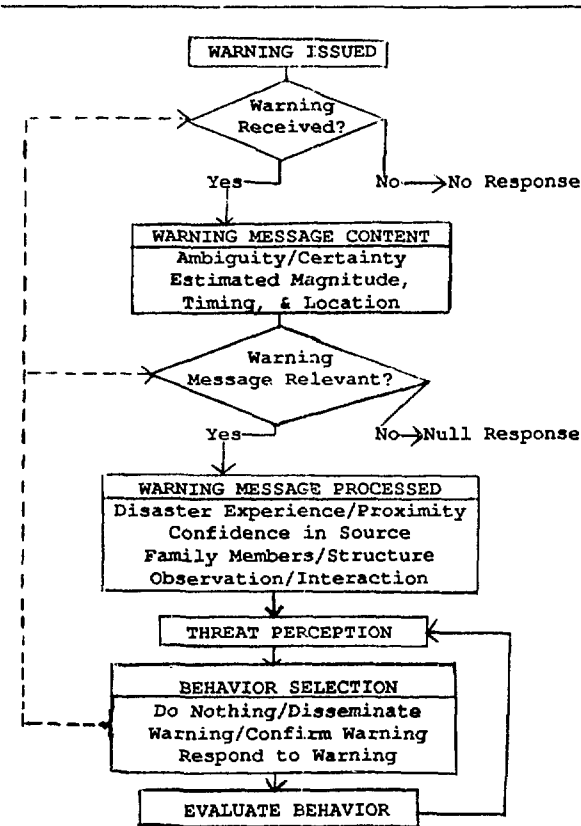 WARNING ISSUED
Warning
Received?
Yes
No
No Response
WARNING MESSAGE CONTENT
Ambiguity/Certainty
Estimated Magnitude,
Timing, & Location
Warning
Message Relevant?
Yes
No
Null Response
WARNING MESSAGE PROCESSED
Disaster Experience/Proximity
Confidence in Source
Family Members/Structure
Observation/Interaction
THREAT PERCEPTION
BEHAVIOR SELECTION
Do Nothing/Disseminate
Warning/Confirm Warning
Respond to Warning
EVALUATE BEHAVIOR